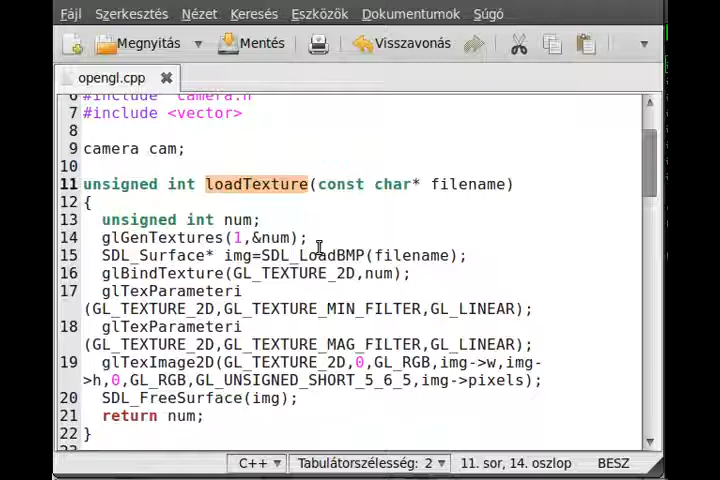 Fájl Szerkesztés Nézet Keresés Eszközök Dokumentumok Súgó
Megnyitás Mentés Visszavonás
opengl.cpp
6 #include "camera.h"
7 #include <vector>
8
9 camera cam;
10
11 unsigned int loadTexture(const char* filename)
12 {
13 unsigned int num;
14 glGenTextures(1,&num);
15 SDL_Surface* img=SDL_LoadBMP(filename);
16 glBindTexture(GL_TEXTURE_2D,num);
17 glTexParameteri
(GL_TEXTURE_2D,GL_TEXTURE_MIN_FILTER,GL_LINEAR);
18 glTexParameteri
(GL_TEXTURE_2D,GL_TEXTURE_MAG_FILTER,GL_LINEAR);
19 glTexImage2D(GL_TEXTURE_2D,0,GL_RGB,img->w,img-
>h,0,GL_RGB,GL_UNSIGNED_SHORT_5_6_5,img->pixels);
20 SDL_FreeSurface(img);
21 return num;
22 }
C++ Tabulátorszélesség: 2 11. sor, 14. oszlop BESZ